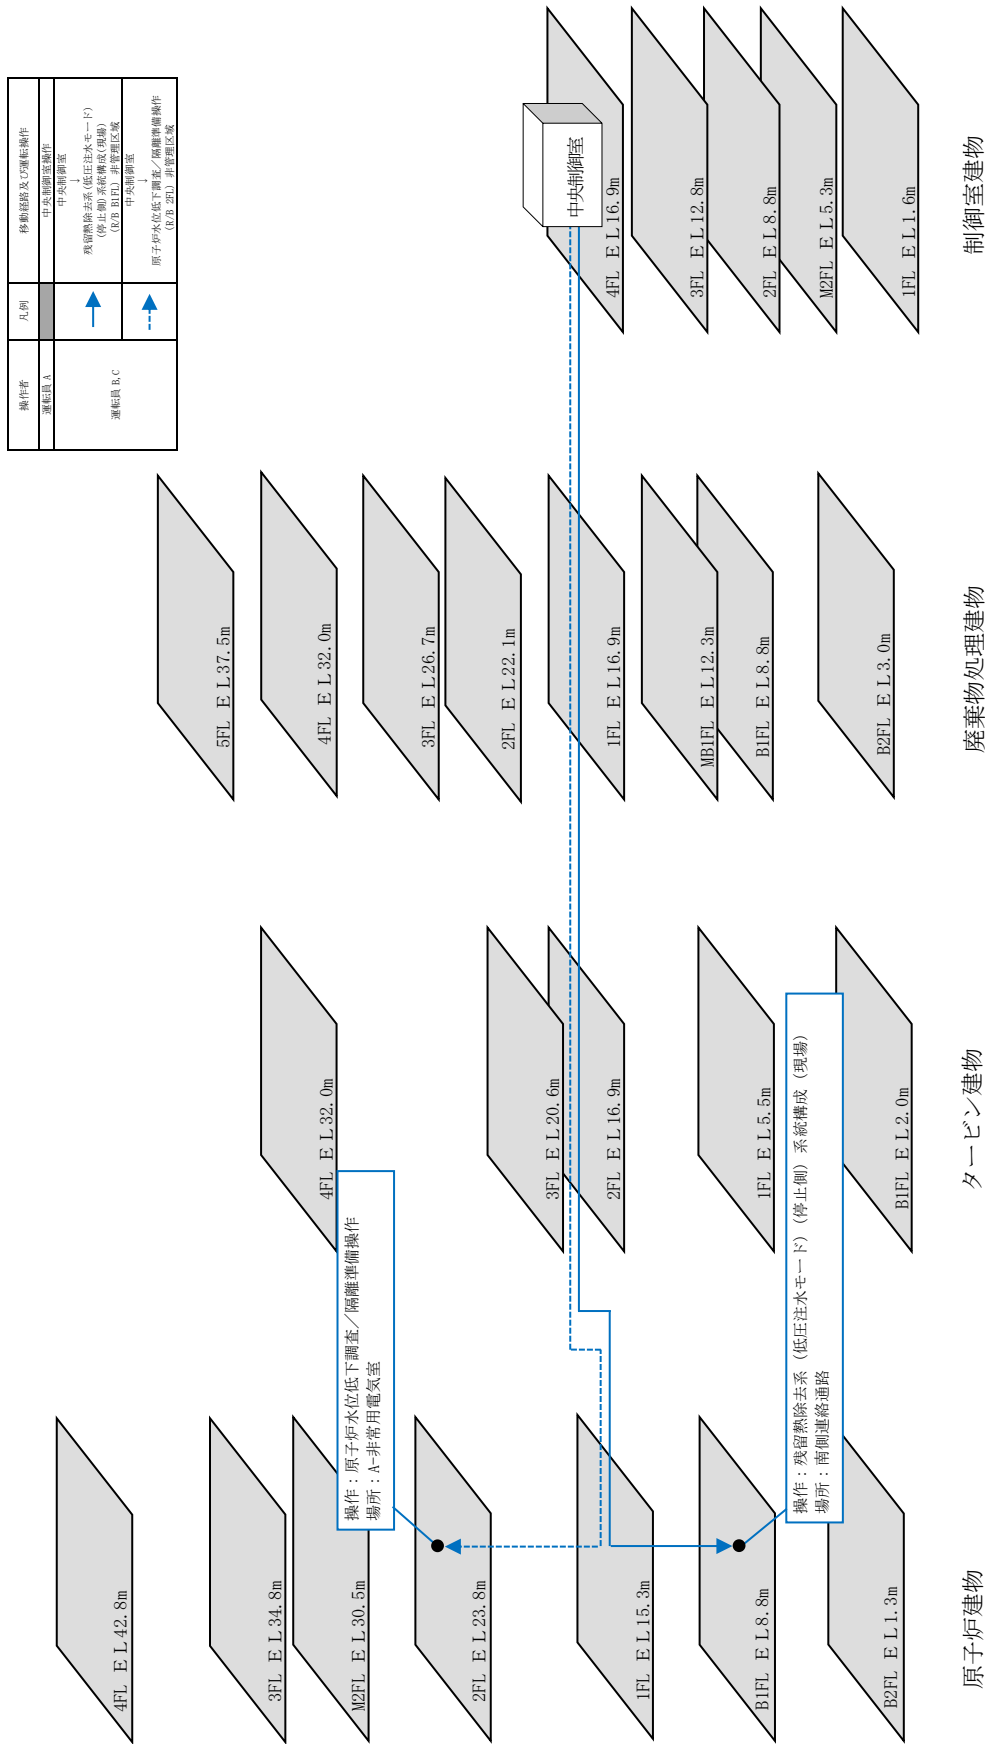 操作者
凡例
移動経路及び運転操作
運転員 A
中央制御室操作
運転員 B,C
中央制御室
↓
残留熱除去系(低圧注水モード)
(停止側)系統構成(現場)
(R/B B1FL) 非管理区域
中央制御室
↓
原子炉水位低下調査／隔離準備操作
(R/B 2FL) 非管理区域
4FL ＥＬ42.8m
3FL ＥＬ34.8m
M2FL ＥＬ30.5m
2FL ＥＬ23.8m
1FL ＥＬ15.3m
B1FL ＥＬ8.8m
B2FL ＥＬ1.3m
原子炉建物
操作：原子炉水位低下調査／隔離準備操作
場所：A-非常用電気室
操作：残留熱除去系（低圧注水モード）（停止側）系統構成（現場）
場所：南側連絡通路
4FL ＥＬ32.0m
3FL ＥＬ20.6m
2FL ＥＬ16.9m
1FL ＥＬ5.5m
B1FL ＥＬ2.0m
タービン建物
5FL ＥＬ37.5m
4FL ＥＬ32.0m
3FL ＥＬ26.7m
2FL ＥＬ22.1m
1FL ＥＬ16.9m
MB1FL ＥＬ12.3m
B1FL ＥＬ8.8m
B2FL ＥＬ3.0m
廃棄物処理建物
中央制御室
4FL ＥＬ16.9m
3FL ＥＬ12.8m
2FL ＥＬ8.8m
M2FL ＥＬ5.3m
1FL ＥＬ1.6m
制御室建物